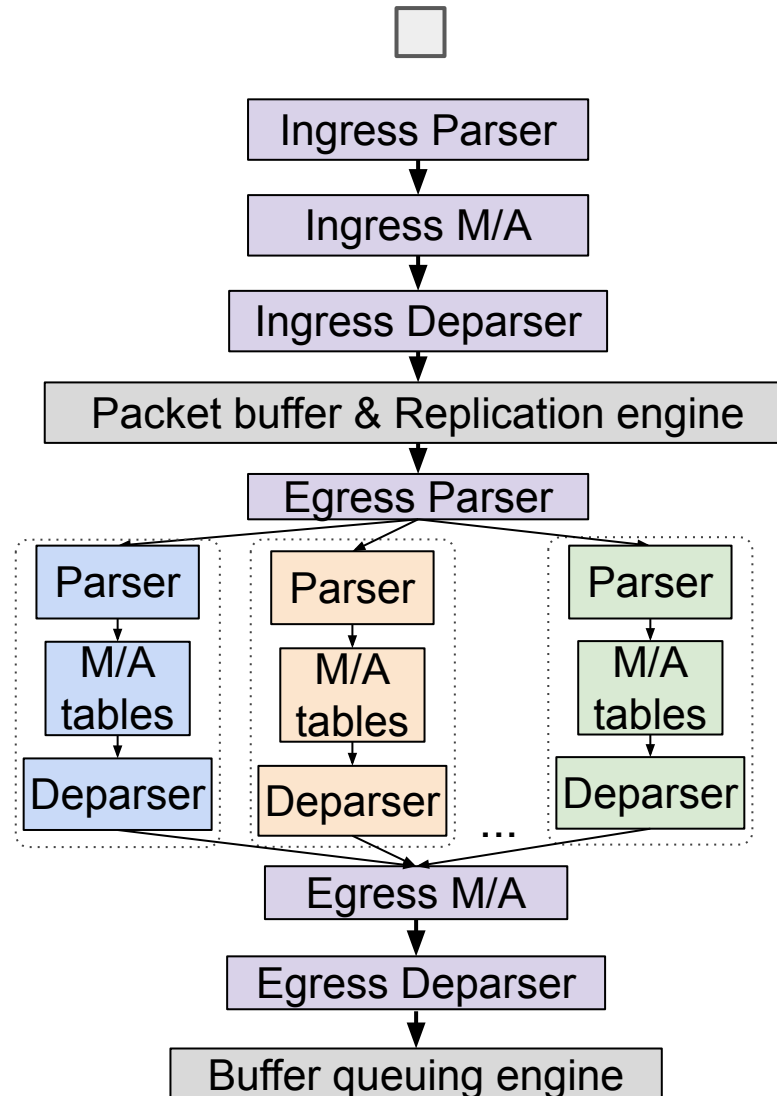 Ingress Parser
Ingress M/A
Ingress Deparser
Packet buffer & Replication engine
Egress Parser
Parser
M/A
tables
Deparser
Parser
M/A
tables
Deparser
...
Parser
M/A
tables
Deparser
Egress M/A
Egress Deparser
Buffer queuing engine